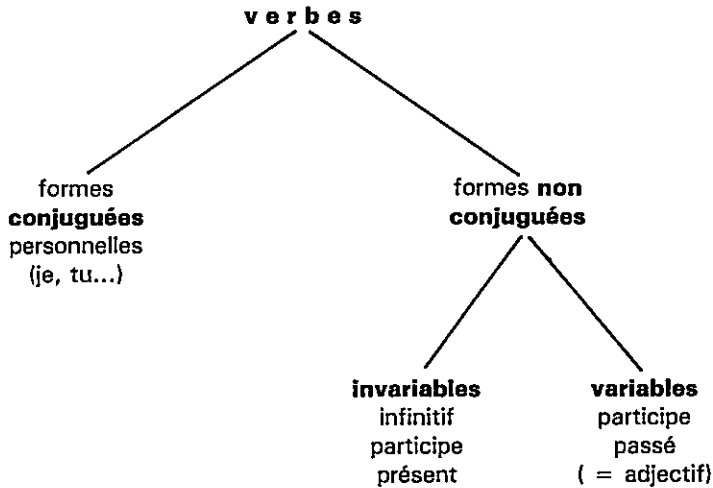 verbes
formes
conjuguées
personnelles
(je, tu...)
formes non
conjuguées
invariables
infinitif
participe
présent
variables
participe
passé
( = adjectif)